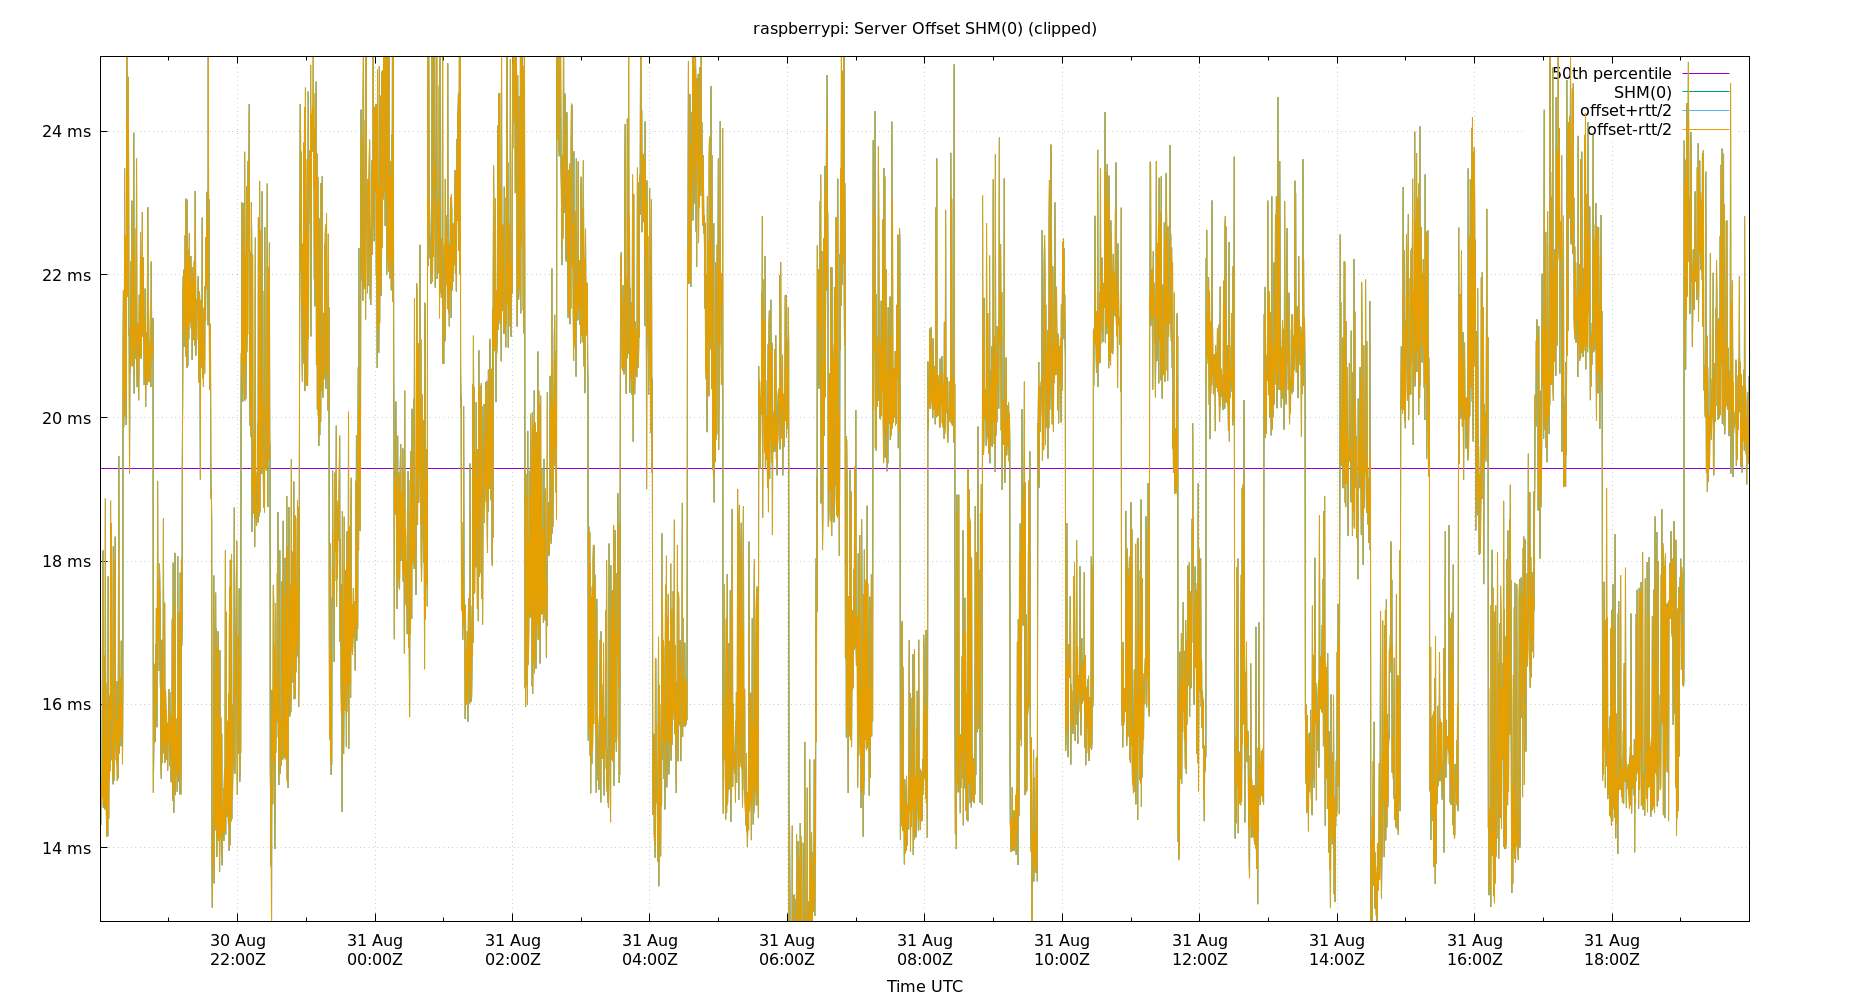 raspberrypi: Server Offset SHM(0) (clipped)
50th percentile
SHM(0)
offset+rtt/2
offset-rtt/2
24 ms
22 ms
20 ms
18 ms
16 ms
14 ms
30 Aug 31 Aug 31 Aug 31 Aug 31 Aug 31 Aug 31 Aug 31 Aug 31 Aug 31 Aug 31 Aug
22:00Z 00:00Z 02:00Z 04:00Z 06:00Z 08:00Z 10:00Z 12:00Z 14:00Z 16:00Z 18:00Z
Time UTC